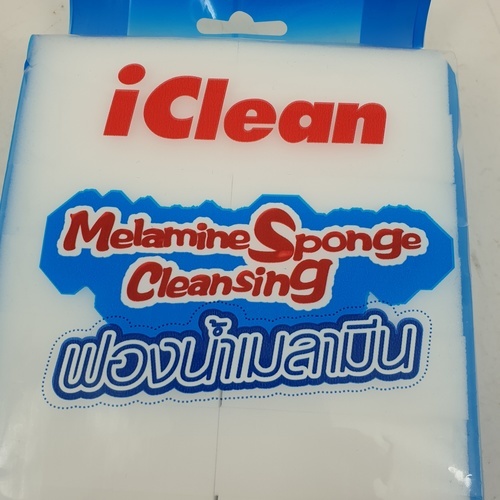 iClean
Melamine Sponge
Cleansing
ฟองน้ำเมลามีน